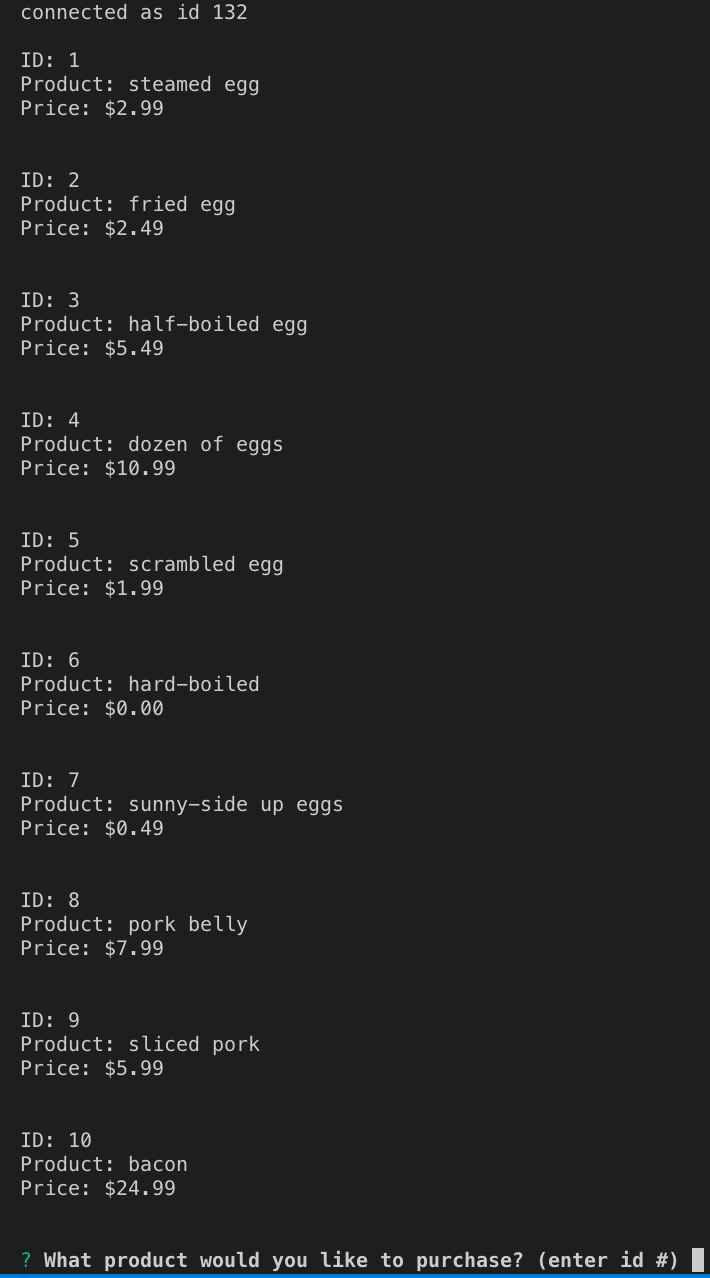 connected as id 132
ID: 1
Product: steamed egg
Price: $2.99
ID: 2
Product: fried egg
Price: $2.49
ID: 3
Product: half-boiled egg
Price: $5.49
ID: 4
Product: dozen of eggs
Price: $10.99
ID: 5
Product: scrambled egg
Price: $1.99
ID: 6
Product: hard-boiled
Price: $0.00
ID: 7
Product: sunny-side up eggs
Price: $0.49
ID: 8
Product: pork belly
Price: $7.99
ID: 9
Product: sliced pork
Price: $5.99
ID: 10
Product: bacon
Price: $24.99
? What product would you like to purchase? (enter id #)